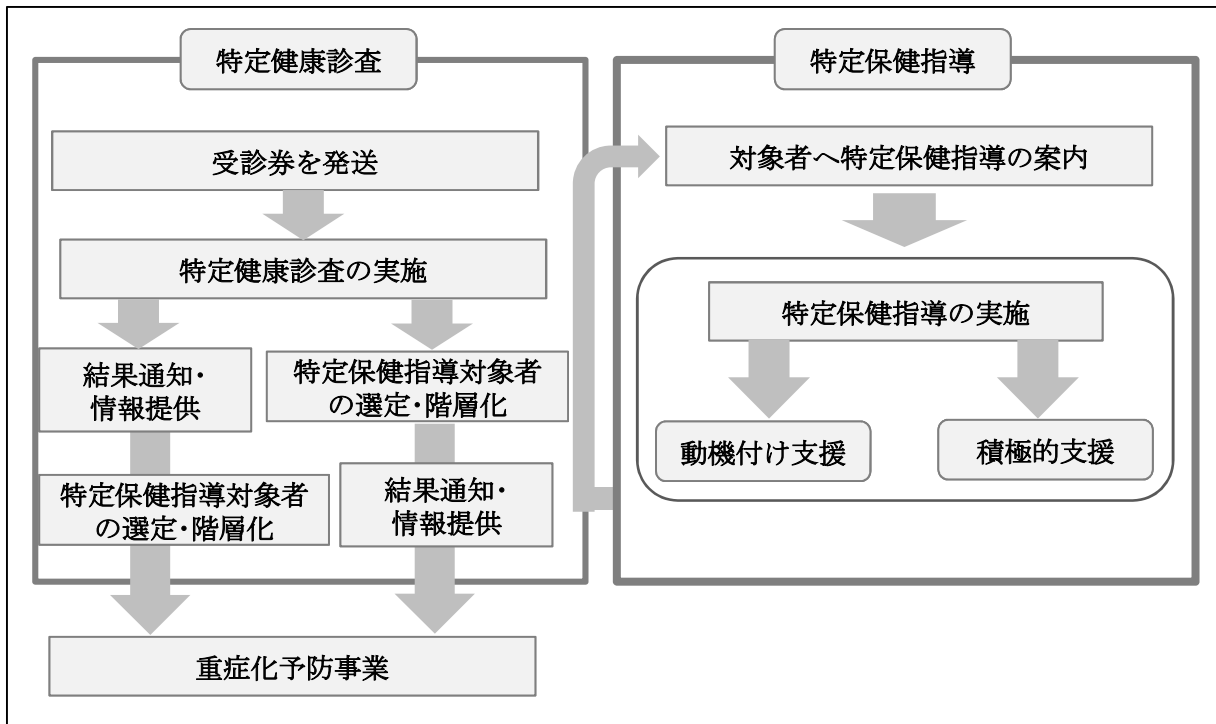 特定健康診査
受診券を発送
特定健康診査の実施
結果通知・
情報提供
特定保健指導対象者
の選定・階層化
特定保健指導対象者
の選定・階層化
結果通知・
情報提供
重症化予防事業
特定保健指導
対象者へ特定保健指導の案内
特定保健指導の実施
動機付け支援
積極的支援